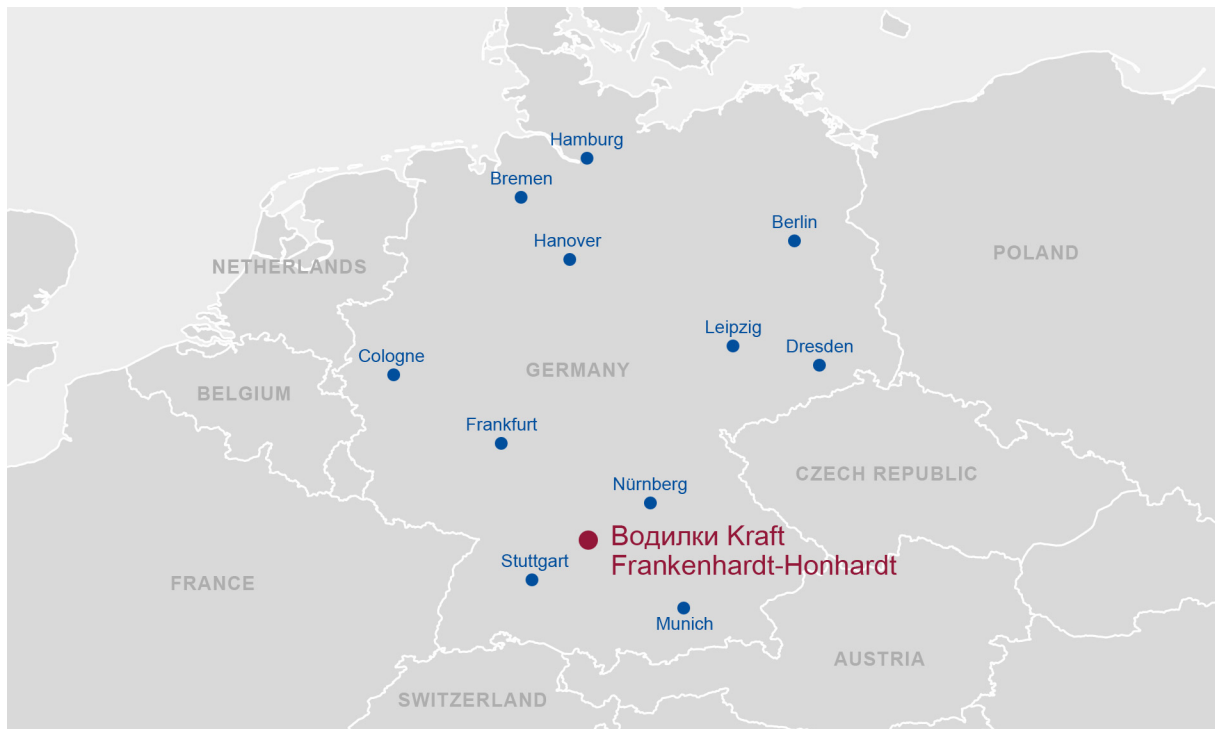 Hamburg
Bremen
Berlin
Hanover
POLAND
NETHERLANDS
Leipzig
Dresden
Cologne
GERMANY
BELGIUM
Frankfurt
CZECH REPUBLIC
Nürnberg
Водилки Kraft
Frankenhardt-Honhardt
Stuttgart
FRANCE
Munich
AUSTRIA
SWITZERLAND